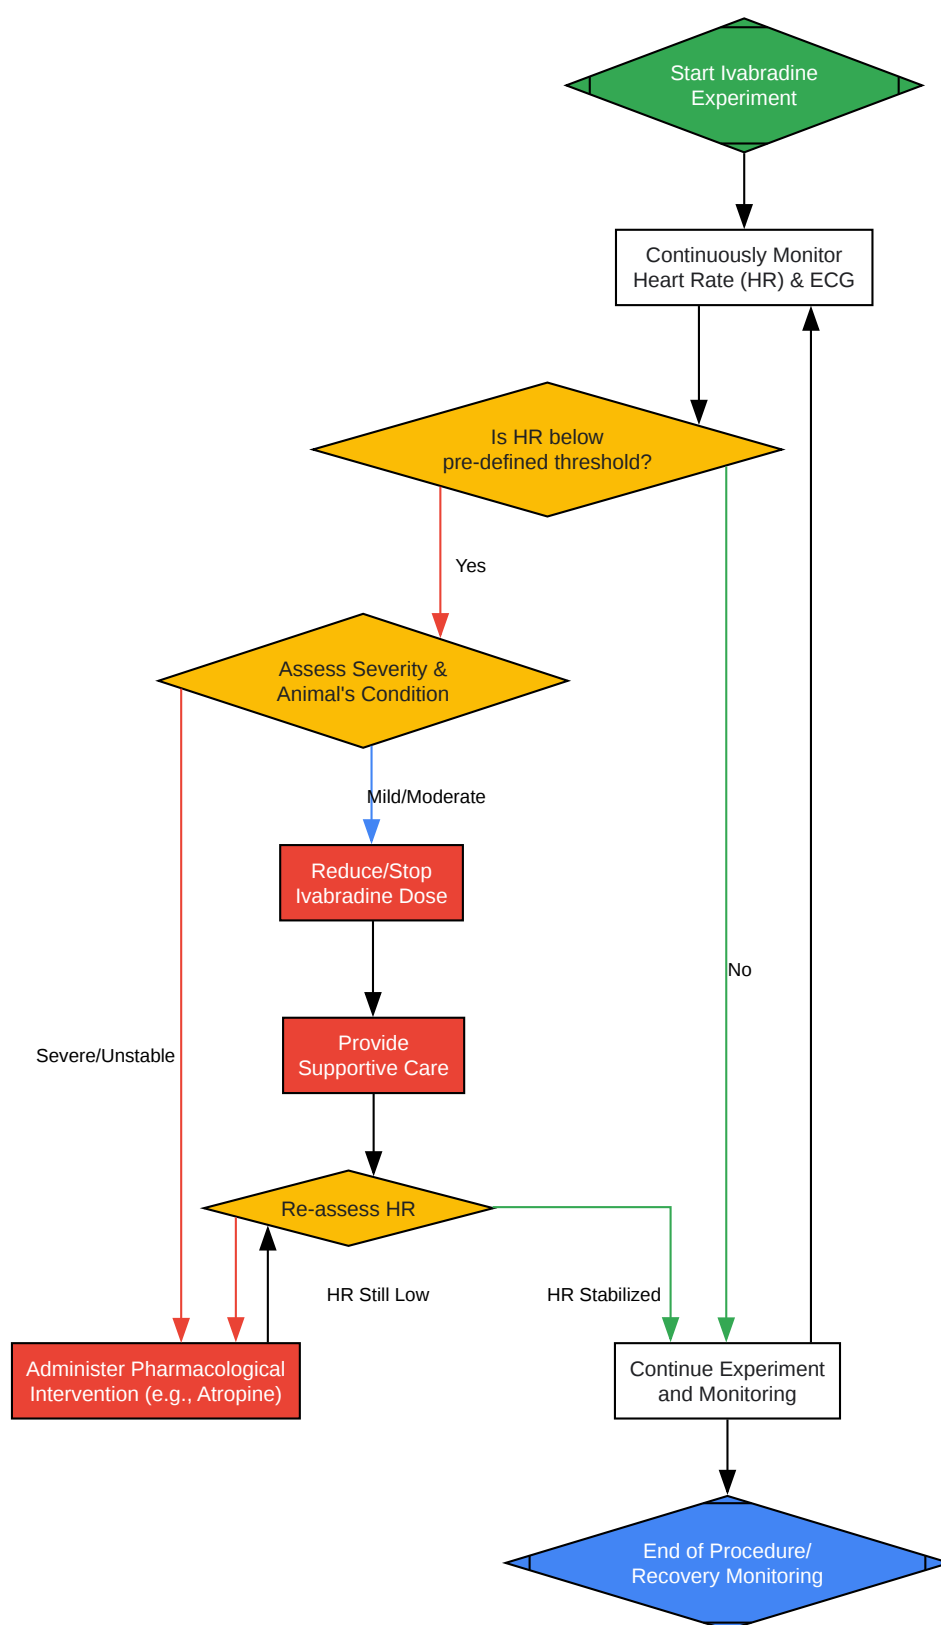 Start Ivabradine
Experiment
Continuously Monitor
Heart Rate (HR) & ECG
Is HR below
pre-defined threshold?
Yes
Assess Severity &
Animal's Condition
Mild/Moderate
Reduce/Stop
Ivabradine Dose
No
Provide
Supportive Care
Severe/Unstable
Re-assess HR
HR Still Low
HR Stabilized
Administer Pharmacological
Intervention (e.g., Atropine)
Continue Experiment
and Monitoring
End of Procedure/
Recovery Monitoring